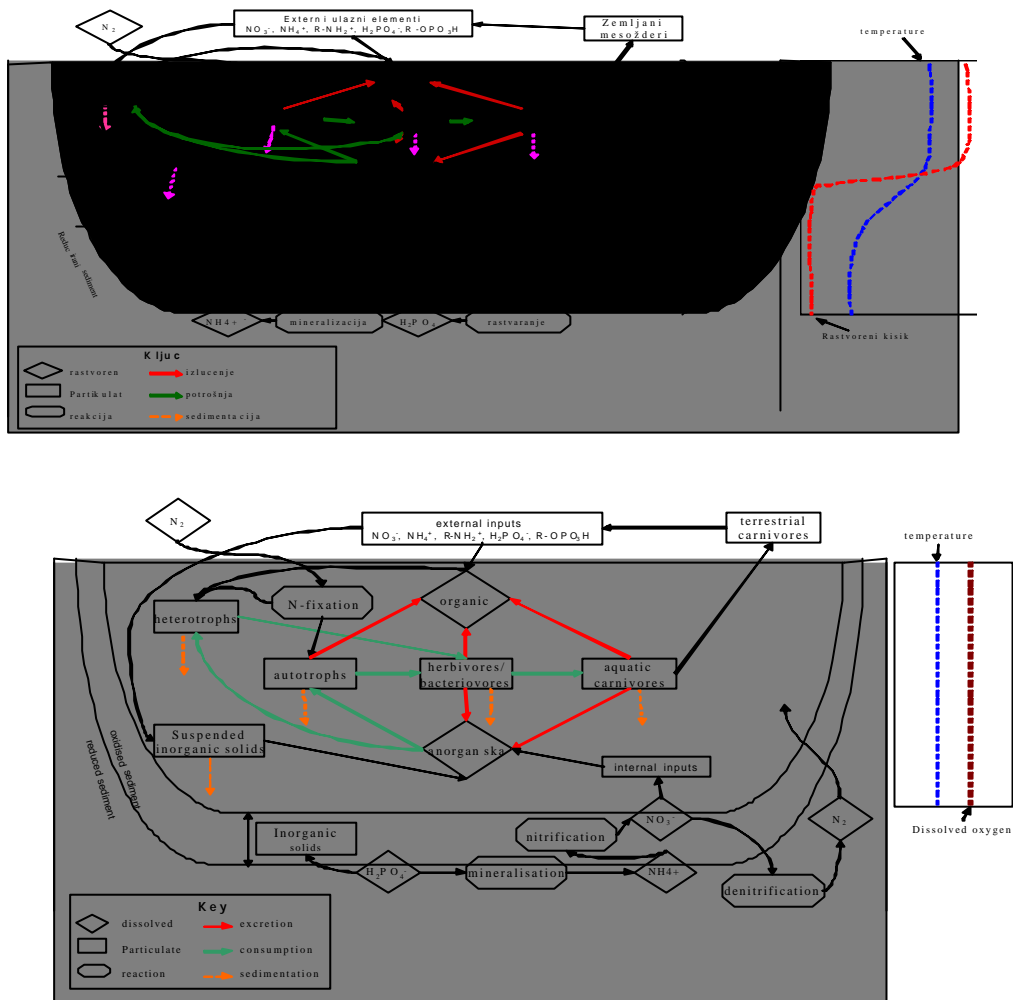 N2
Externi ulazni elementi
NO3-, NH4+, R-NH2+, H2PO4-, R-OPO3H
Zemljani
mesožderi
temperature
Reducirani sediment
NH4+ -
mineralizacija
H2PO4
rastvaranje
Rastvoreni kisik
Kljuc
rastvoren
izlucenje
Partikulat
potrošnja
reakcija
sedimentacija
N2
external inputs
NO3-, NH4+, R-NH2+, H2PO4-, R-OPO3H
terrestrial
carnivores
temperature
heterotrophs
N-fixation
organic
autotrophs
herbivores/
bacteriovores
aquatic
carnivores
Suspended
inorganic solids
anorganska
internal inputs
oxidised sediment
reduced sediment
Inorganic
solids
nitrification
NO3-
N2
Dissolved oxygen
H2PO4-
mineralisation
NH4+
denitrification
Key
dissolved
excretion
Particulate
consumption
reaction
sedimentation